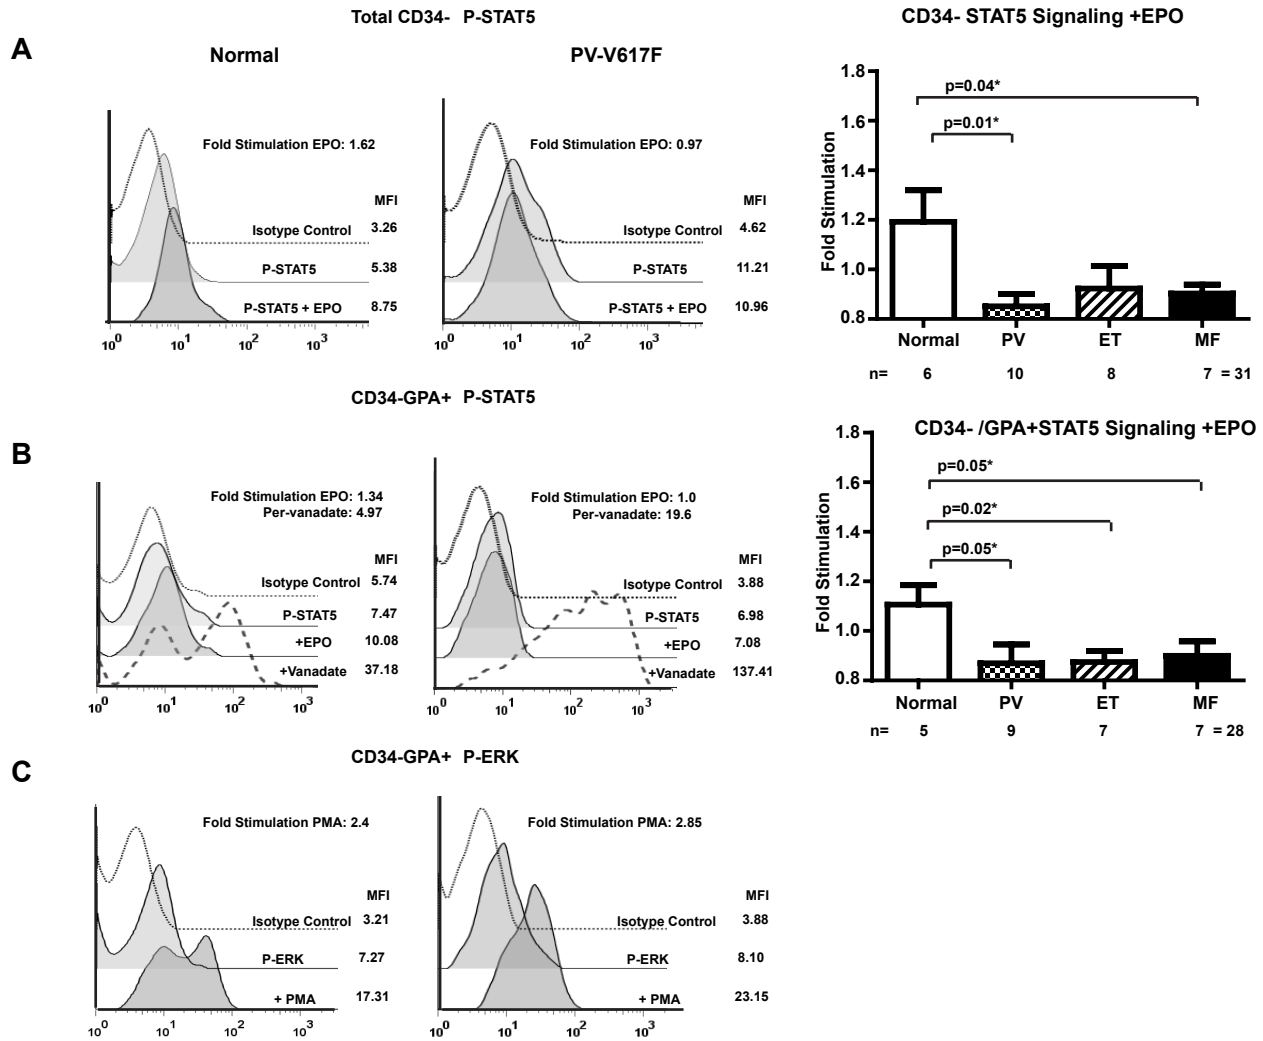 Total CD34- P-STAT5
CD34- STAT5 Signaling +EPO
A
Normal
PV-V617F
Fold Stimulation EPO: 1.62
MFI
Isotype Control 3.26
P-STAT5 5.38
P-STAT5 + EPO 8.75
10^0 10^1 10^2 10^3
Fold Stimulation EPO: 0.97
MFI
Isotype Control 4.62
P-STAT5 11.21
P-STAT5 + EPO 10.96
10^0 10^1 10^2 10^3
Fold Stimulation
1.8
1.6
1.4
1.2
1.0
0.8
p=0.04*
p=0.01*
Normal PV ET MF
n= 6 10 8 7 = 31
CD34-GPA+ P-STAT5
CD34- /GPA+STAT5 Signaling +EPO
B
Fold Stimulation EPO: 1.34
Per-vanadate: 4.97
MFI
Isotype Control 5.74
P-STAT5 7.47
+EPO 10.08
+Vanadate 37.18
10^0 10^1 10^2 10^3
Fold Stimulation EPO: 1.0
Per-vanadate: 19.6
MFI
Isotype Control 3.88
P-STAT5 6.98
+EPO 7.08
+Vanadate 137.41
10^0 10^1 10^2 10^3
Fold Stimulation
1.8
1.6
1.4
1.2
1.0
0.8
p=0.05*
p=0.02*
p=0.05*
Normal PV ET MF
n= 5 9 7 7 = 28
CD34-GPA+ P-ERK
C
Fold Stimulation PMA: 2.4
MFI
Isotype Control 3.21
P-ERK 7.27
+ PMA 17.31
10^0 10^1 10^2 10^3
Fold Stimulation PMA: 2.85
MFI
Isotype Control 3.88
P-ERK 8.10
+ PMA 23.15
10^0 10^1 10^2 10^3